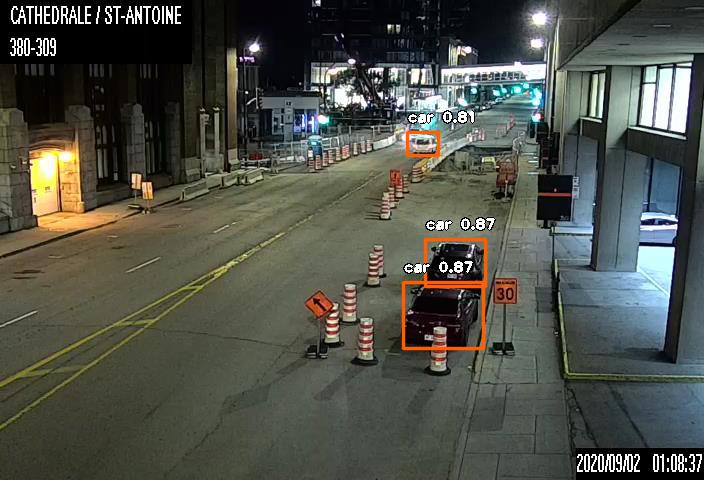 CATHEDRALE / ST-ANTOINE
380-309
car 0.81
car 0.87
car 0.87
MAXIMUM
30
2020/09/02 01:08:37